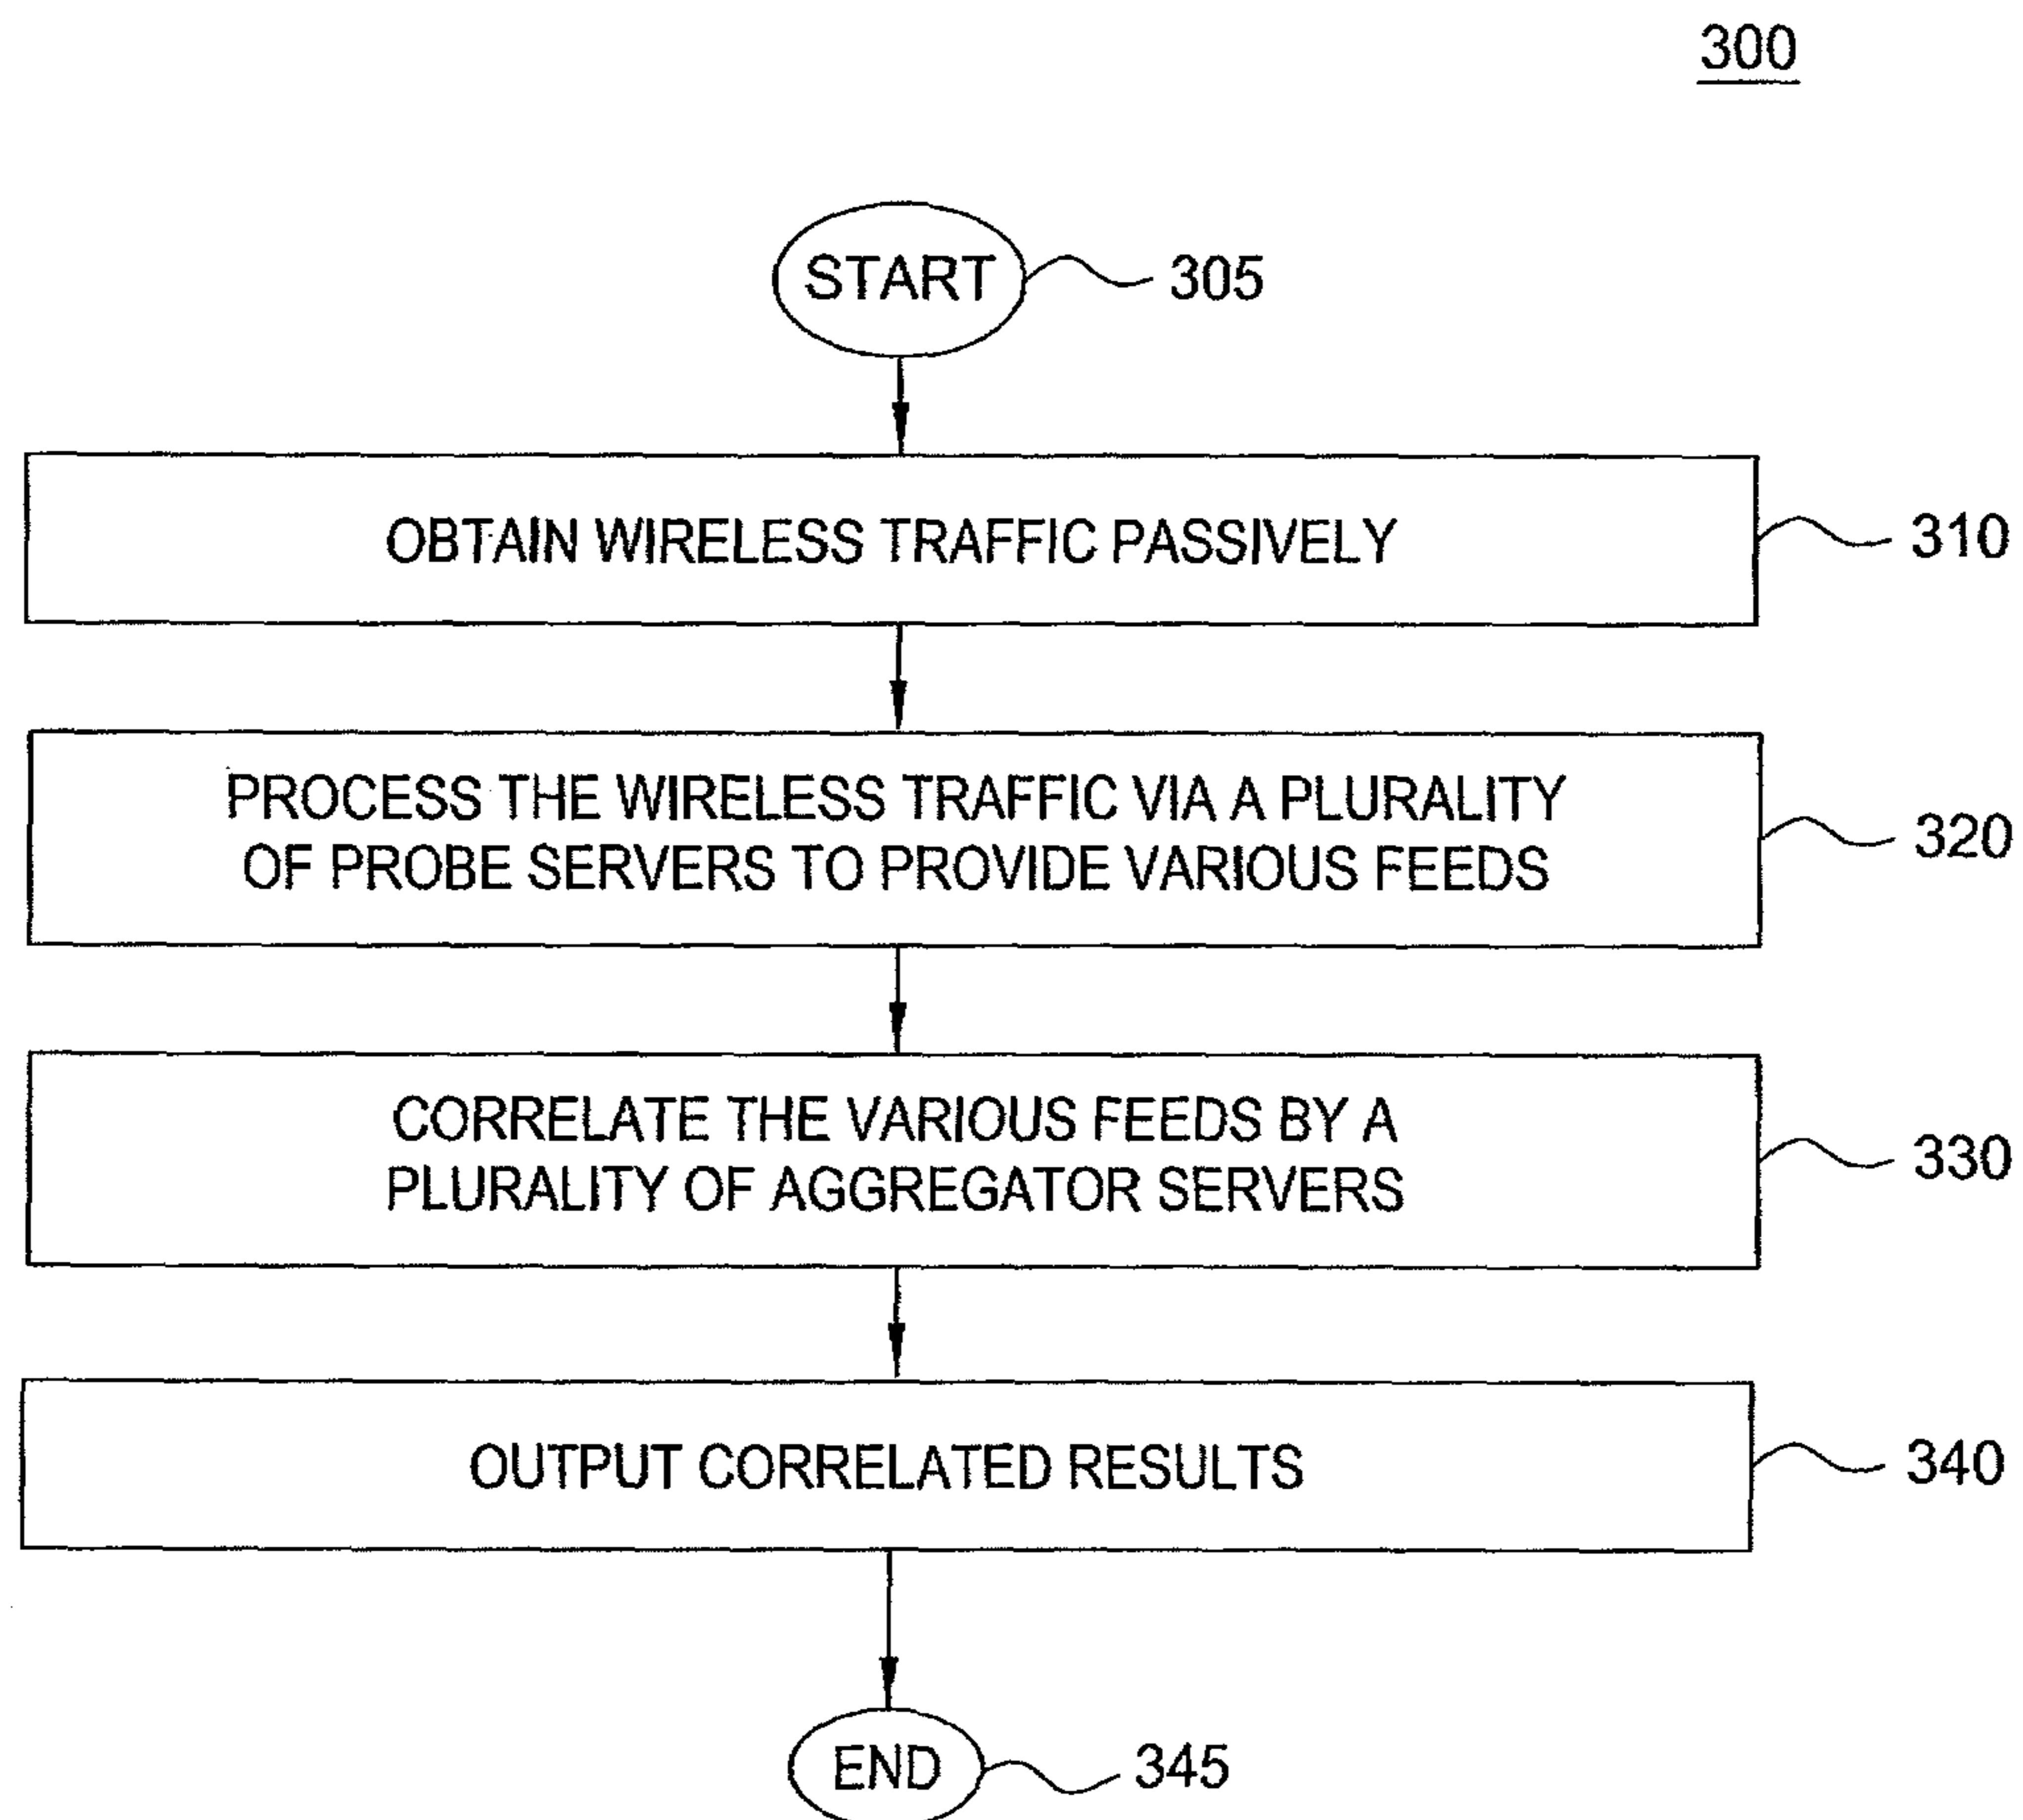 300
START
305
OBTAIN WIRELESS TRAFFIC PASSIVELY
310
PROCESS THE WIRELESS TRAFFIC VIA A PLURALITY
OF PROBE SERVERS TO PROVIDE VARIOUS FEEDS
320
CORRELATE THE VARIOUS FEEDS BY A
PLURALITY OF AGGREGATOR SERVERS
330
OUTPUT CORRELATED RESULTS
340
END
345